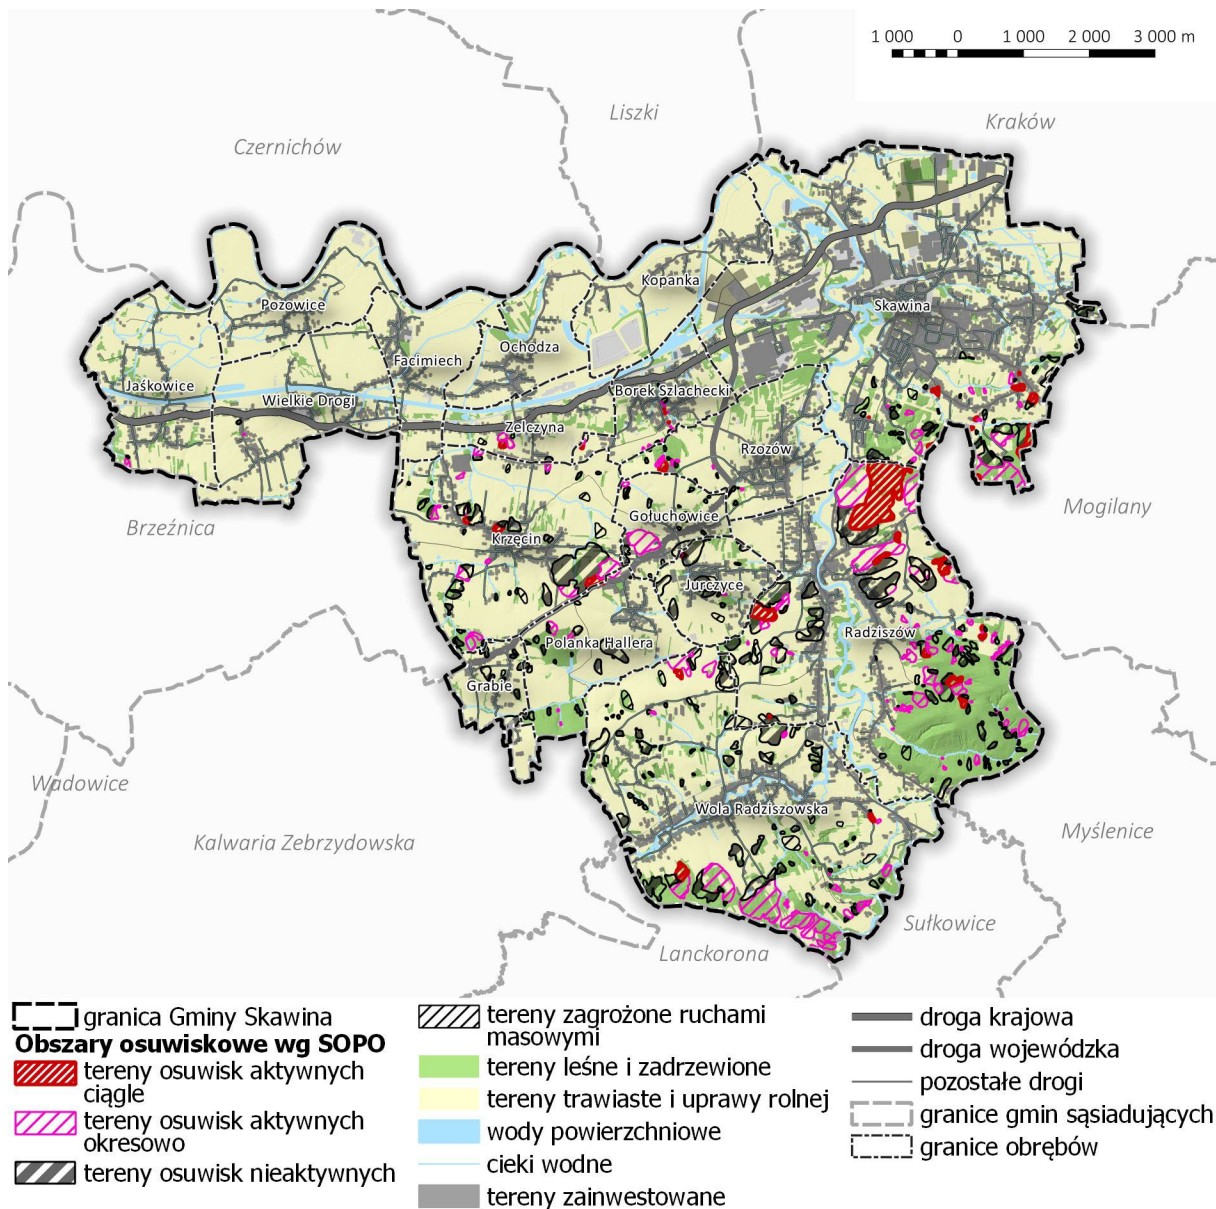 1 000 0 1 000 2 000 3 000 m
Liszki
Kraków
Czernichów
Kopanka
Pozowice
Skawina
Ochodza
Facimiech
Jaśkowice
Borek Szlachecki
Wielkie Drogi
Zelczyna
Rzozów
Mogilany
Gołuchowice
Brzeźnica
Krzęcin
Jurczyce
Radziszów
Polanka Hallera
Grabie
Wadowice
Wola Radziszowska
Myślenice
Kalwaria Zebrzydowska
Sułkowice
Lanckorona
granica Gminy Skawina
Obszary osuwiskowe wg SOPO
tereny osuwisk aktywnych
ciągle
tereny osuwisk aktywnych
okresowo
tereny osuwisk nieaktywnych
tereny zagrożone ruchami
masowymi
tereny leśne i zadrzewione
tereny trawiaste i uprawy rolnej
wody powierzchniowe
cieki wodne
tereny zainwestowane
droga krajowa
droga wojewódzka
pozostałe drogi
granice gmin sąsiadujących
granice obrębów